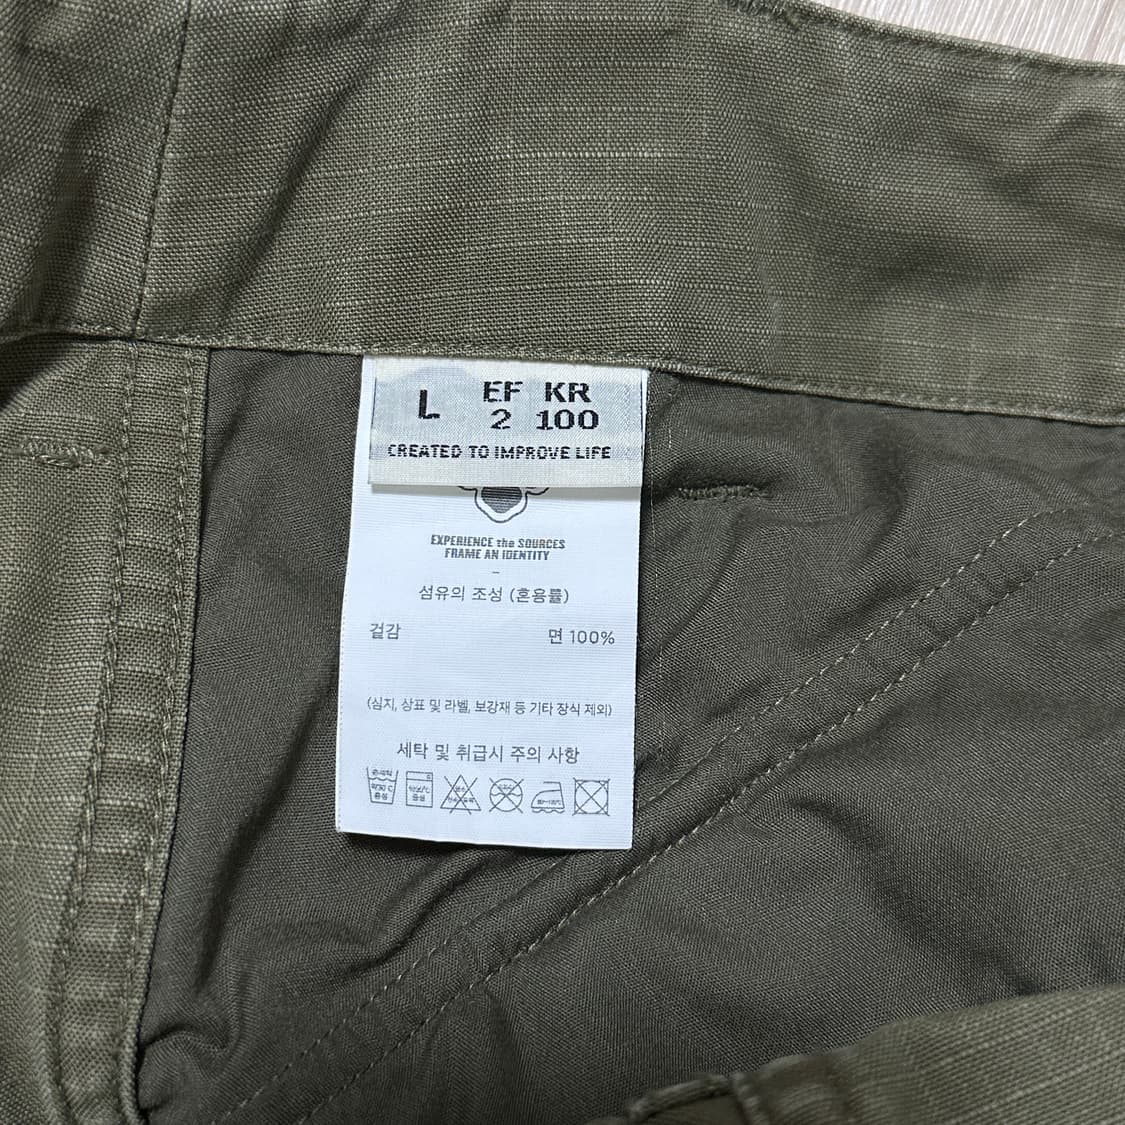 L EF KR
2 100
CREATED TO IMPROVE LIFE
EXPERIENCE the SOURCES
FRAME AN IDENTITY
섬유의 조성 (혼용률)
겉감 면 100%
(심지, 상표 및 라벨, 보강재 등 기타 장식 제외)
세탁 및 취급시 주의 사항